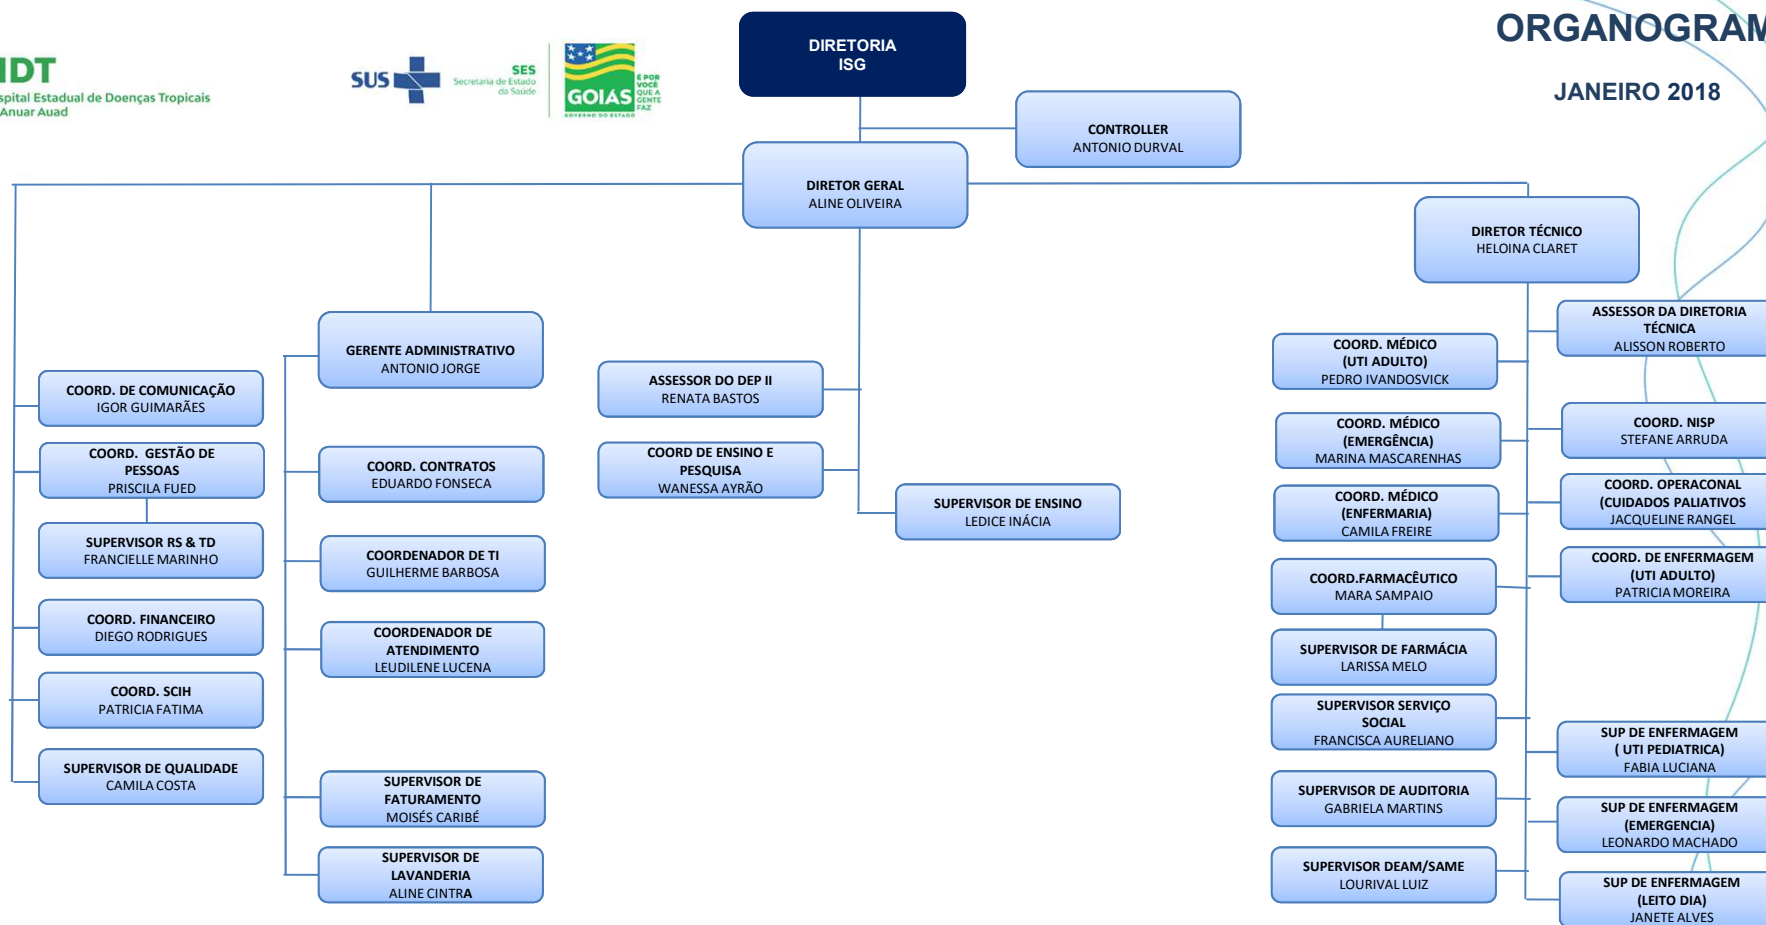 ORGANOGRAM
JANEIRO 2018
IDT
spital Estadual de Doenças Tropicais
Anuar Auad
SUS
SES
Secretaria de Estado
da Saúde
GOIÁS
GOVERNO DO ESTADO
É POR
VOCÊ
QUE A
GENTE
FAZ
DIRETORIA
ISG
CONTROLLER
ANTONIO DURVAL
DIRETOR GERAL
ALINE OLIVEIRA
DIRETOR TÉCNICO
HELOINA CLARET
COORD. DE COMUNICAÇÃO
IGOR GUIMARÃES
COORD. GESTÃO DE
PESSOAS
PRISCILA FUED
SUPERVISOR RS & TD
FRANCIELLE MARINHO
COORD. FINANCEIRO
DIEGO RODRIGUES
COORD. SCIH
PATRICIA FATIMA
SUPERVISOR DE QUALIDADE
CAMILA COSTA
GERENTE ADMINISTRATIVO
ANTONIO JORGE
COORD. CONTRATOS
EDUARDO FONSECA
COORDENADOR DE TI
GUILHERME BARBOSA
COORDENADOR DE
ATENDIMENTO
LEUDILENE LUCENA
SUPERVISOR DE
FATURAMENTO
MOISÉS CARIBÉ
SUPERVISOR DE
LAVANDERIA
ALINE CINTRA
ASSESSOR DO DEP II
RENATA BASTOS
COORD DE ENSINO E
PESQUISA
WANESSA AYRÃO
SUPERVISOR DE ENSINO
LEDICE INÁCIA
COORD. MÉDICO
(UTI ADULTO)
PEDRO IVANDOSVICK
COORD. MÉDICO
(EMERGÊNCIA)
MARINA MASCARENHAS
COORD. MÉDICO
(ENFERMARIA)
CAMILA FREIRE
COORD.FARMACÊUTICO
MARA SAMPAIO
SUPERVISOR DE FARMÁCIA
LARISSA MELO
SUPERVISOR SERVIÇO
SOCIAL
FRANCISCA AURELIANO
SUPERVISOR DE AUDITORIA
GABRIELA MARTINS
SUPERVISOR DEAM/SAME
LOURIVAL LUIZ
ASSESSOR DA DIRETORIA
TÉCNICA
ALISSON ROBERTO
COORD. NISP
STEFANE ARRUDA
COORD. OPERACONAL
(CUIDADOS PALIATIVOS
JACQUELINE RANGEL
COORD. DE ENFERMAGEM
(UTI ADULTO)
PATRICIA MOREIRA
SUP DE ENFERMAGEM
( UTI PEDIATRICA)
FABIA LUCIANA
SUP DE ENFERMAGEM
(EMERGENCIA)
LEONARDO MACHADO
SUP DE ENFERMAGEM
(LEITO DIA)
JANETE ALVES